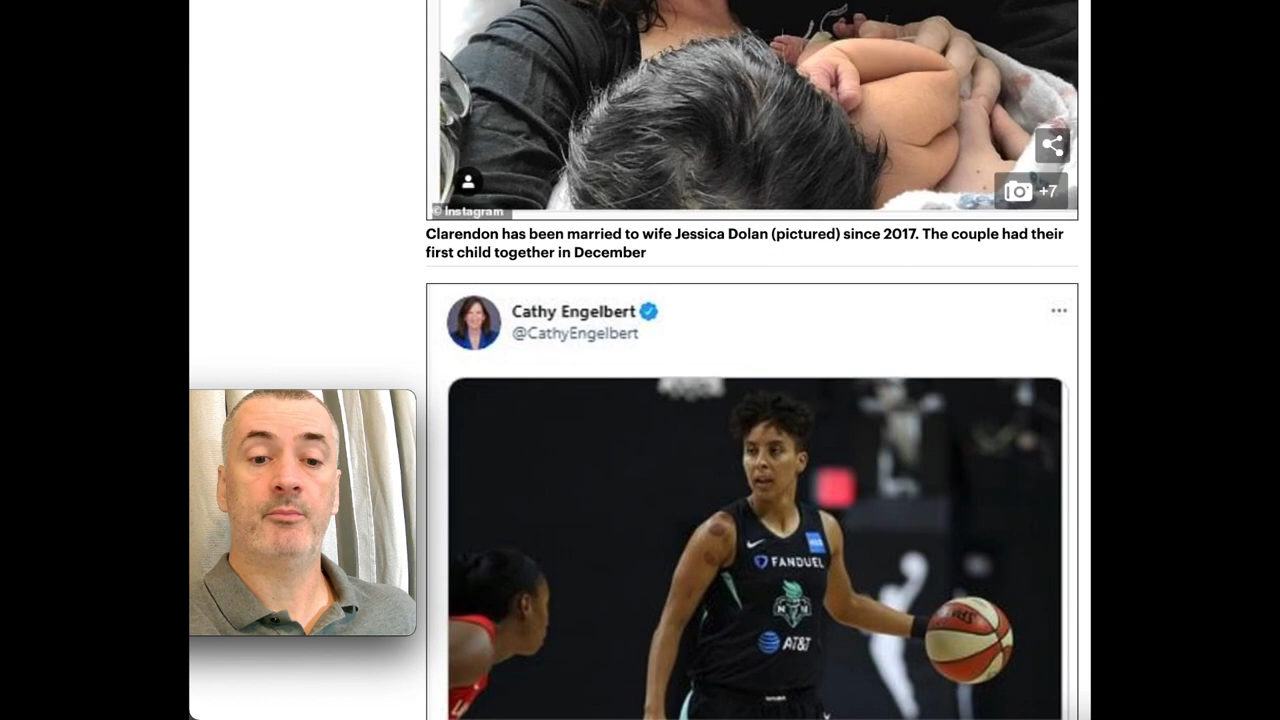 +7
© Instagram
Clarendon has been married to wife Jessica Dolan (pictured) since 2017. The couple had their
first child together in December
Cathy Engelbert
@CathyEngelbert
FANDUEL
NY
AT&T